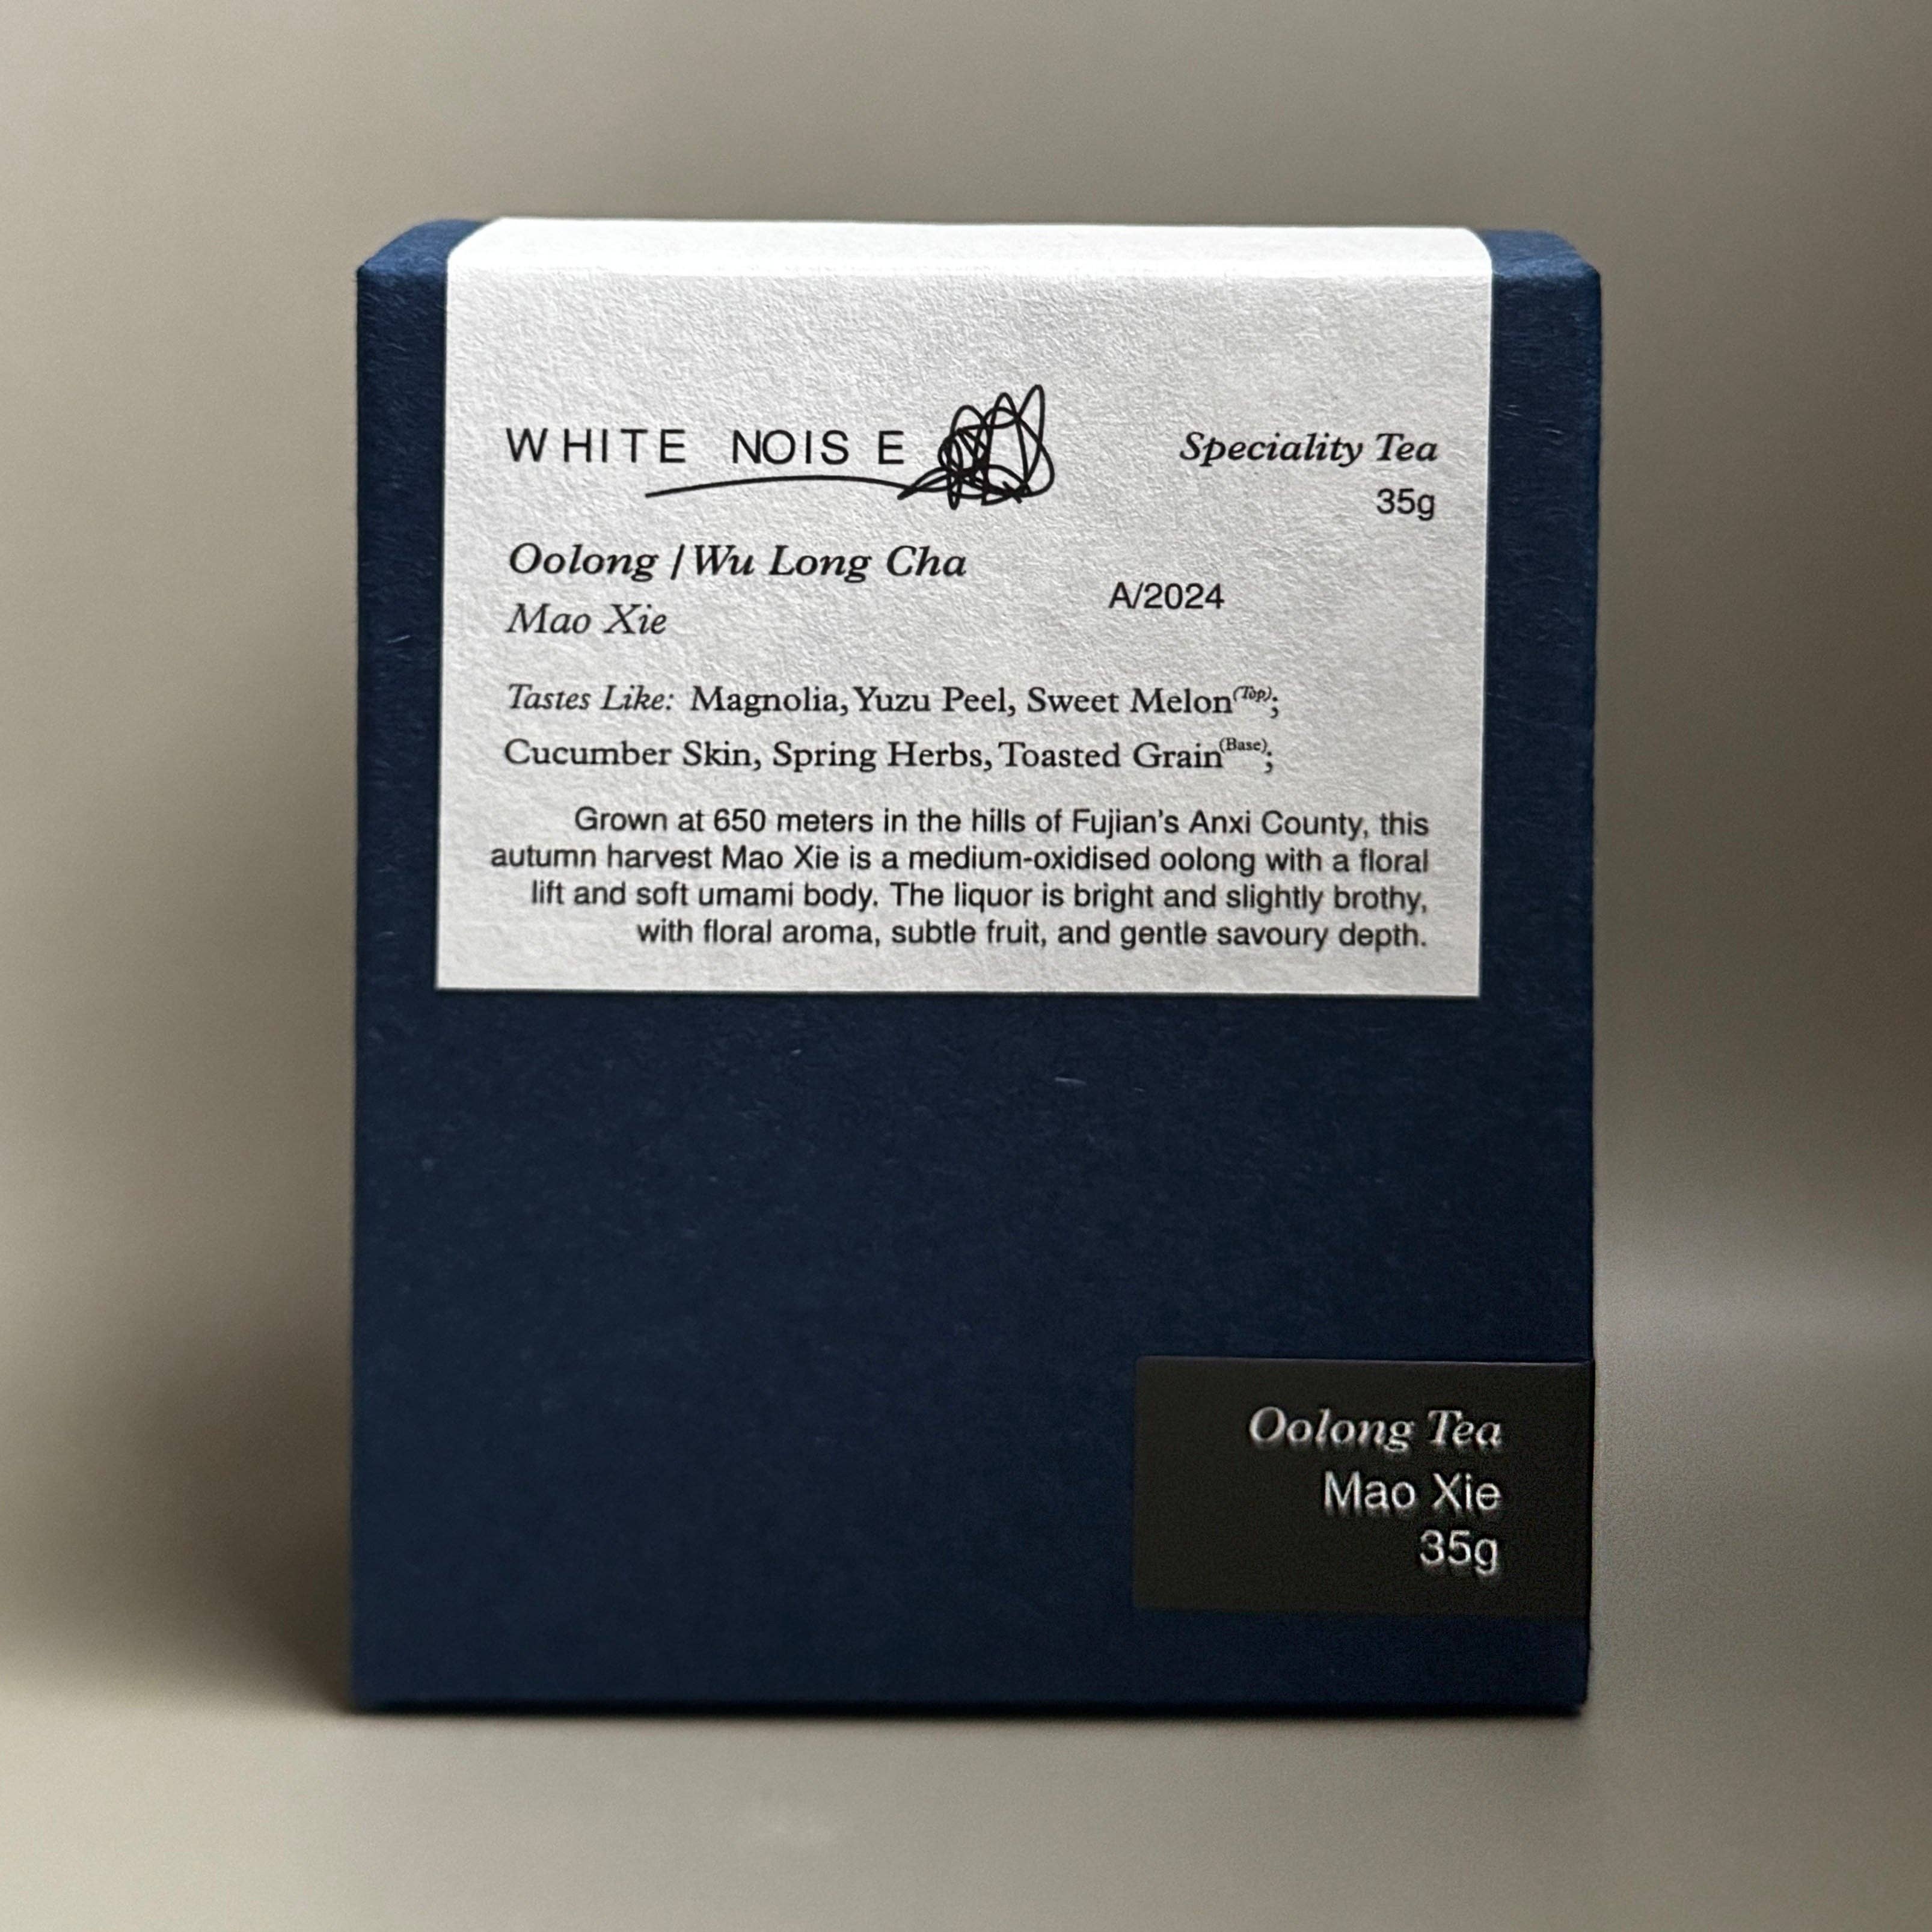 WHITE NOISE
Speciality Tea
35g
Oolong / Wu Long Cha
A/2024
Mao Xie
Tastes Like: Magnolia, Yuzu Peel, Sweet Melon(Top);
Cucumber Skin, Spring Herbs, Toasted Grain(Base);
Grown at 650 meters in the hills of Fujian's Anxi County, this
autumn harvest Mao Xie is a medium-oxidised oolong with a floral
lift and soft umami body. The liquor is bright and slightly brothy,
with floral aroma, subtle fruit, and gentle savoury depth.
Oolong Tea
Mao Xie
35g